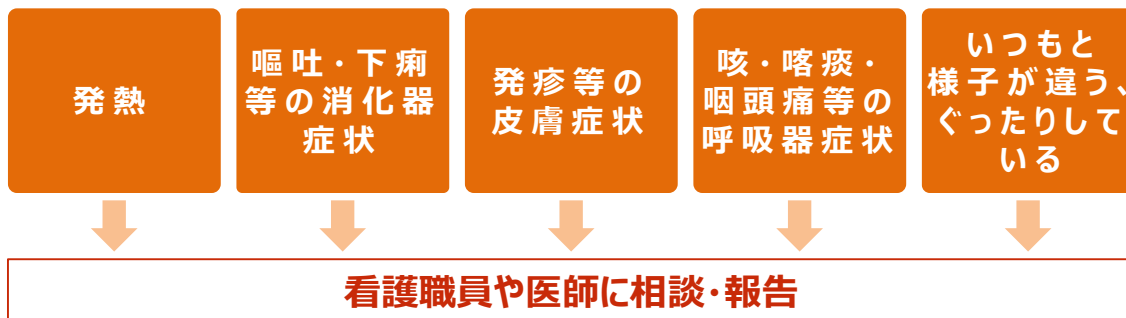 発熱
嘔吐・下痢
等の消化器
症状
発疹等の
皮膚症状
咳・喀痰・
咽頭痛等の
呼吸器症状
いつもと
様子が違う、
ぐったりして
いる
看護職員や医師に相談・報告